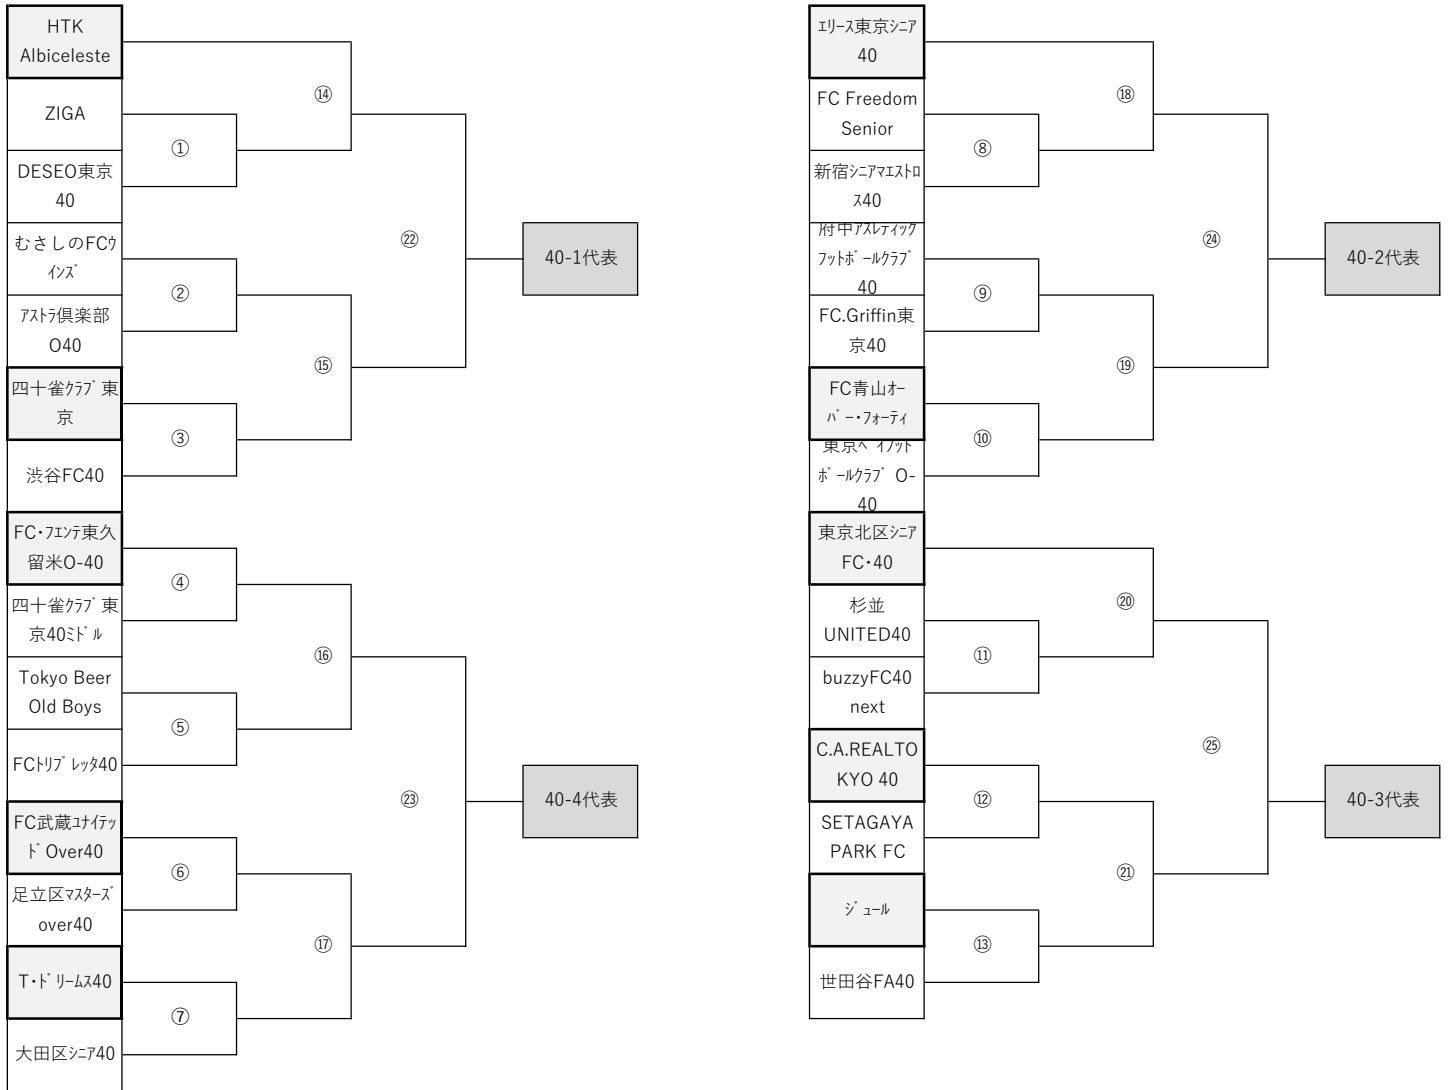 HTK
Albiceleste
ZIGA
DESEO東京
40
むさしのFCｳ
ｲﾝｽﾞ
ｱｽﾄﾗ倶楽部
O40
四十雀ｸﾗﾌﾞ東
京
渋谷FC40
FC・ﾌｴﾝﾃ東久
留米O-40
四十雀ｸﾗﾌﾞ東
京40ﾐﾄﾞﾙ
Tokyo Beer
Old Boys
FCﾄﾘﾌﾟﾚｯﾀ40
FC武蔵ﾕﾅｲﾃｯ
ﾄﾞOver40
足立区ﾏｽﾀｰｽﾞ
over40
T・ﾄﾞﾘｰﾑｽ40
大田区ｼﾆｱ40
①
②
③
④
⑤
⑥
⑦
⑭
⑮
⑯
⑰
㉒
㉓
40-1代表
40-4代表
ｴﾘｰｽ東京ｼﾆｱ
40
FC Freedom
Senior
新宿ｼﾆｱﾏｴｽﾄﾛ
ｽ40
府中ｱｽﾚﾃｨｯｸ
ﾌｯﾄﾎﾞｰﾙｸﾗﾌﾞ
40
FC.Griffin東
京40
FC青山ｵｰ
ﾊﾞｰ・ﾌｫｰﾃｨ
東京ﾍﾞｲﾌｯﾄ
ﾎﾞｰﾙｸﾗﾌﾞ O-
40
東京北区ｼﾆｱ
FC・40
杉並
UNITED40
buzzyFC40
next
C.A.REALTO
KYO 40
SETAGAYA
PARK FC
ｼﾞｭｰﾙ
世田谷FA40
⑧
⑨
⑩
⑪
⑫
⑬
⑱
⑲
⑳
㉑
㉔
㉕
40-2代表
40-3代表